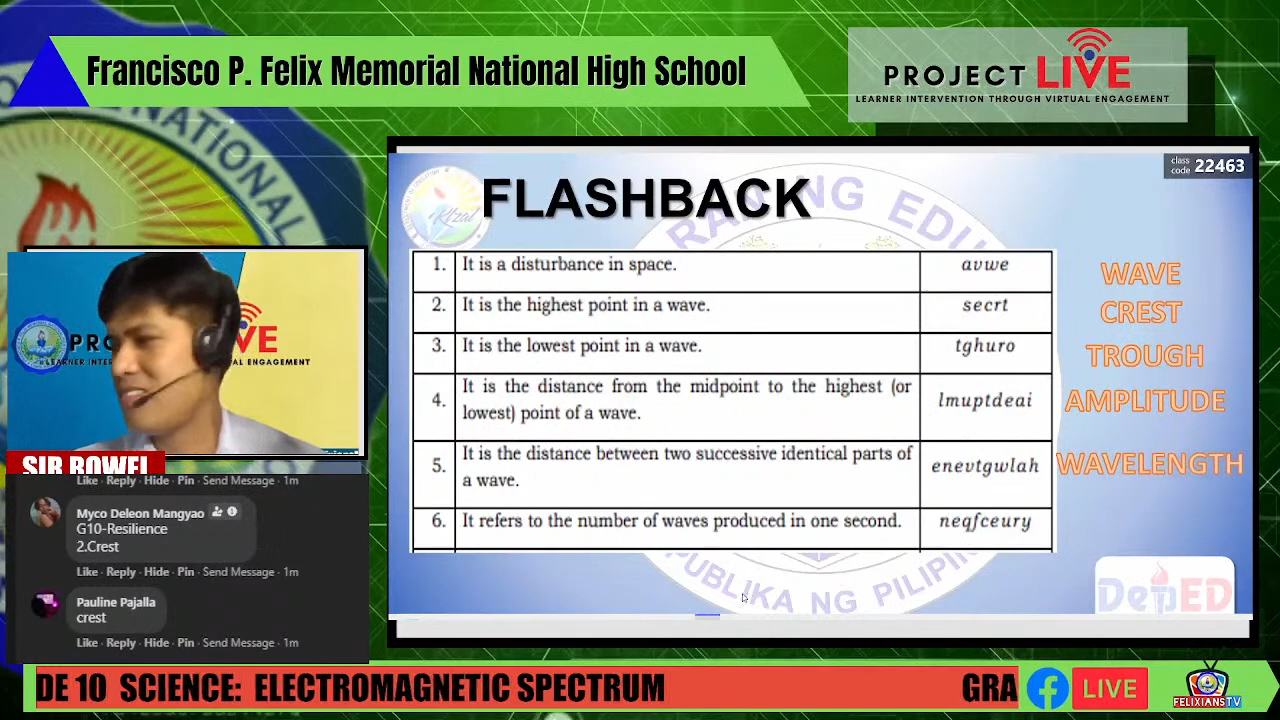 Francisco P. Felix Memorial National High School
PROJECT LIVE
LEARNER INTERVENTION THROUGH VIRTUAL ENGAGEMENT
class code 22463
FLASHBACK
Rizal
1. It is a disturbance in space. avwe
WAVE
2. It is the highest point in a wave. secrt
CREST
3. It is the lowest point in a wave. tghuro
TROUGH
4. It is the distance from the midpoint to the highest (or
lowest) point of a wave. lmuptdeai
AMPLITUDE
5. It is the distance between two successive identical parts of
a wave. enevtgwlah
WAVELENGTH
6. It refers to the number of waves produced in one second. neqfceury
PUBLIKA NG PILIPIN
DepED
SIR ROWEL
Like · Reply · Hide · Pin · Send Message · 1m
Myco Deleon Mangyao
G10-Resilience
2.Crest
Like · Reply · Hide · Pin · Send Message · 1m
Pauline Pajalla
crest
Like · Reply · Hide · Pin · Send Message · 1m
DE 10 SCIENCE: ELECTROMAGNETIC SPECTRUM GRA
LIVE
FELIXIANS TV